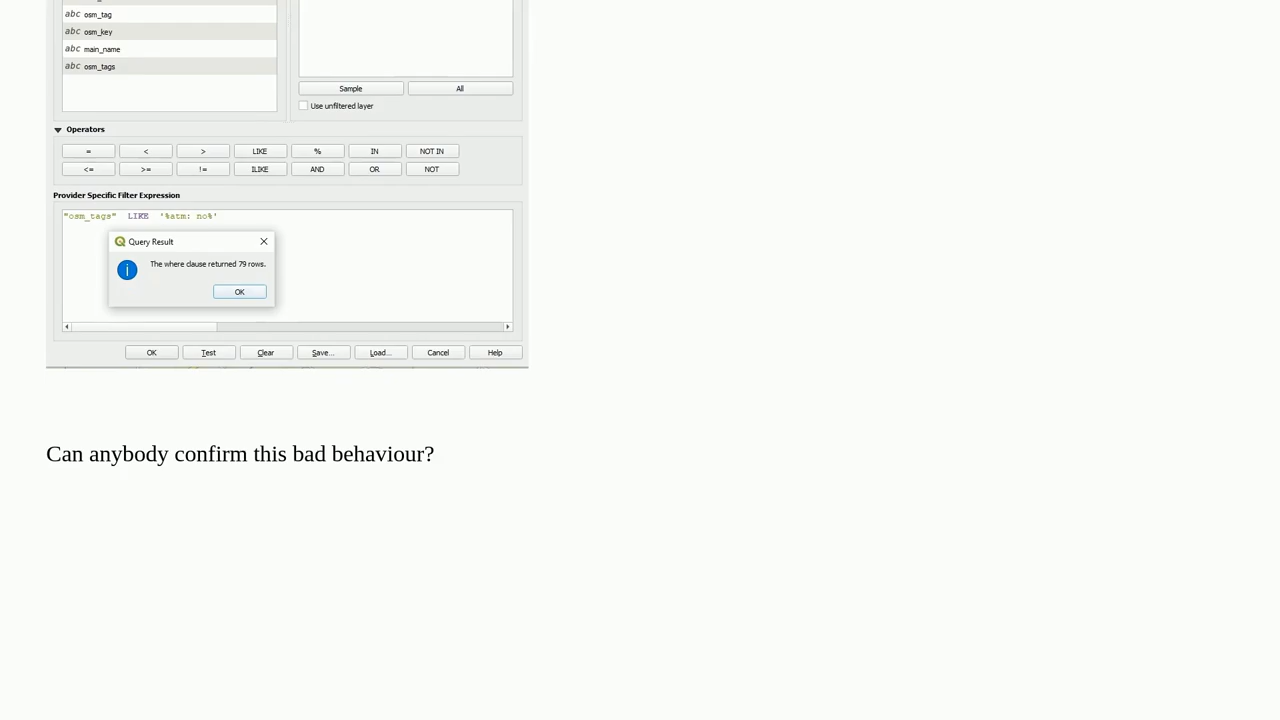 abc osm_tag
abc osm_key
abc main_name
abc osm_tags
Sample All
Use unfiltered layer
Operators
= < > LIKE % IN NOT IN
<= >= != ILIKE AND OR NOT
Provider Specific Filter Expression
"osm_tags" LIKE '%atm: no%'
Query Result
The where clause returned 79 rows.
OK
OK Test Clear Save... Load... Cancel Help
Can anybody confirm this bad behaviour?